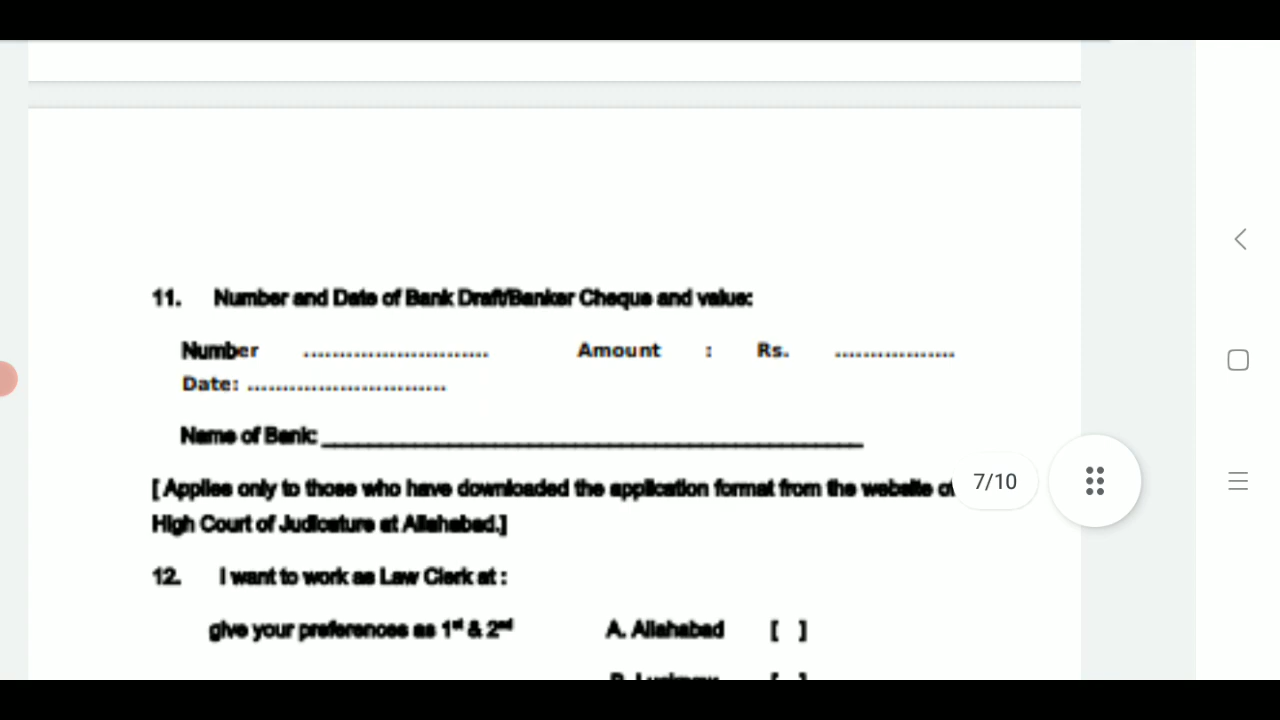 11. Number and Date of Bank Draft/Banker Cheque and value:
Number ........................... Amount : Rs. .................
Date: ............................
Name of Bank: ______________________________________________
[ Applies only to those who have downloaded the application format from the website of
7/10
High Court of Judicature at Allahabad.]
12. I want to work as Law Clerk at :
give your preferences as 1st & 2nd A. Allahabad [ ]
B. Lucknow [ ]